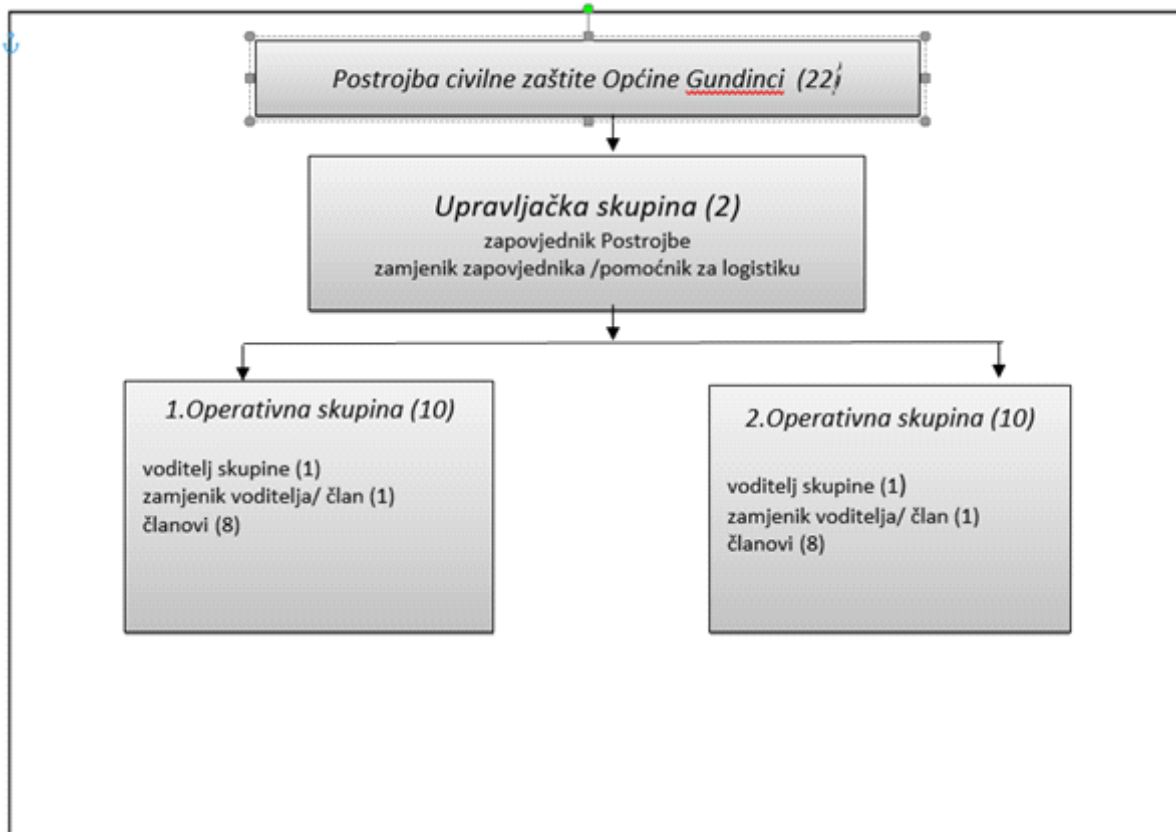 Postrojba civilne zaštite Općine Gundinci (22)
Upravljačka skupina (2)
zapovjednik Postrojbe
zamjenik zapovjednika /pomoćnik za logistiku
1.Operativna skupina (10)
voditelj skupine (1)
zamjenik voditelja/ član (1)
članovi (8)
2.Operativna skupina (10)
voditelj skupine (1)
zamjenik voditelja/ član (1)
članovi (8)